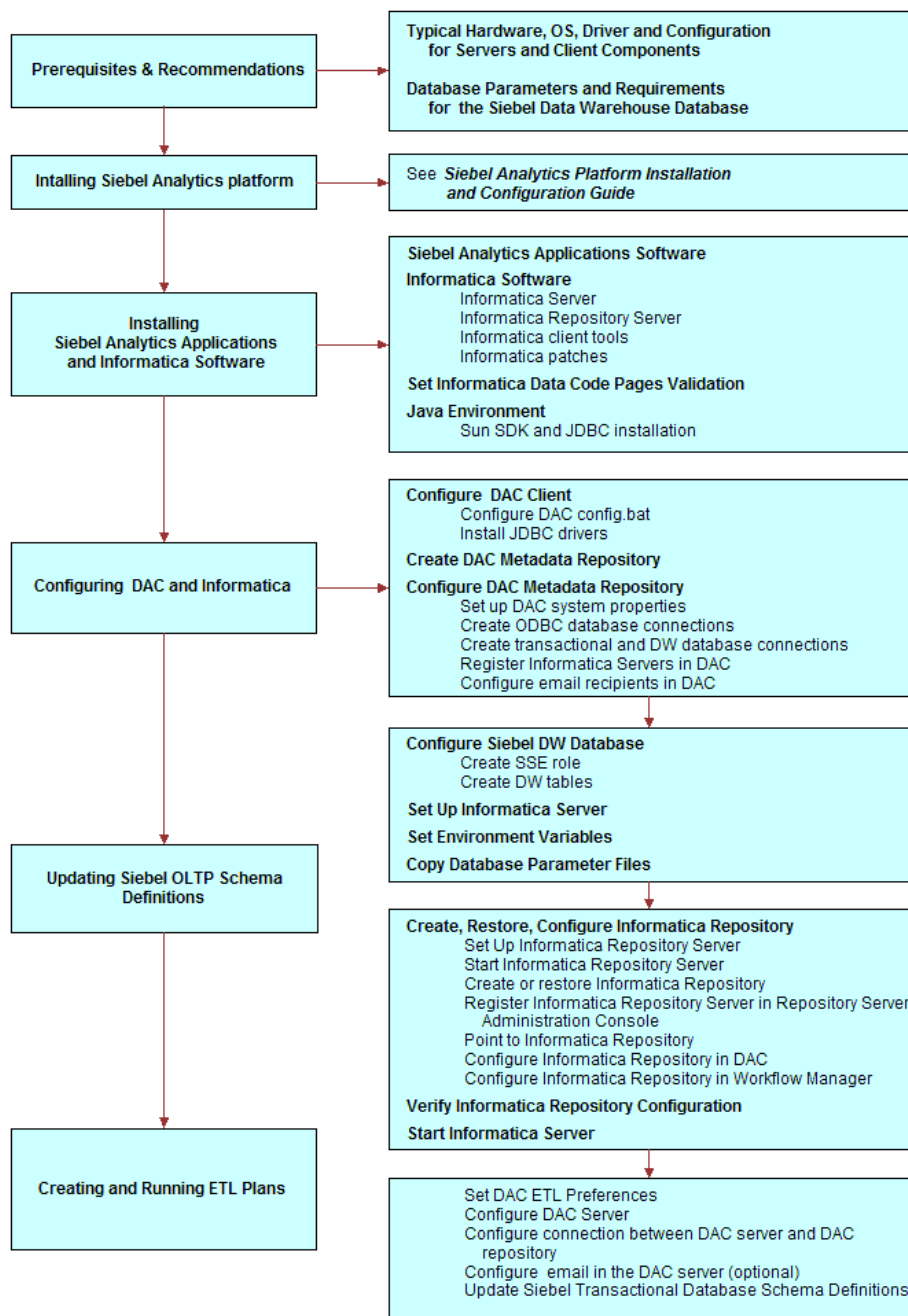 Prerequisites & Recommendations
Typical Hardware, OS, Driver and Configuration
for Servers and Client Components
Database Parameters and Requirements
for the Siebel Data Warehouse Database
Intalling Siebel Analytics platform
See Siebel Analytics Platform Installation
and Configuration Guide
Installing
Siebel Analytics Applications
and Informatica Software
Siebel Analytics Applications Software
Informatica Software
Informatica Server
Informatica Repository Server
Informatica client tools
Informatica patches
Set Informatica Data Code Pages Validation
Java Environment
Sun SDK and JDBC installation
Configuring DAC and Informatica
Configure DAC Client
Configure DAC config.bat
Install JDBC drivers
Create DAC Metadata Repository
Configure DAC Metadata Repository
Set up DAC system properties
Create ODBC database connections
Create transactional and DW database connections
Register Informatica Servers in DAC
Configure email recipients in DAC
Configure Siebel DW Database
Create SSE role
Create DW tables
Set Up Informatica Server
Set Environment Variables
Copy Database Parameter Files
Updating Siebel OLTP Schema
Definitions
Create, Restore, Configure Informatica Repository
Set Up Informatica Repository Server
Start Informatica Repository Server
Create or restore Informatica Repository
Register Informatica Repository Server in Repository Server
Administration Console
Point to Informatica Repository
Configure Informatica Repository in DAC
Configure Informatica Repository in Workflow Manager
Verify Informatica Repository Configuration
Start Informatica Server
Creating and Running ETL Plans
Set DAC ETL Preferences
Configure DAC Server
Configure connection between DAC server and DAC
repository
Configure email in the DAC server (optional)
Update Siebel Transactional Database Schema Definitions